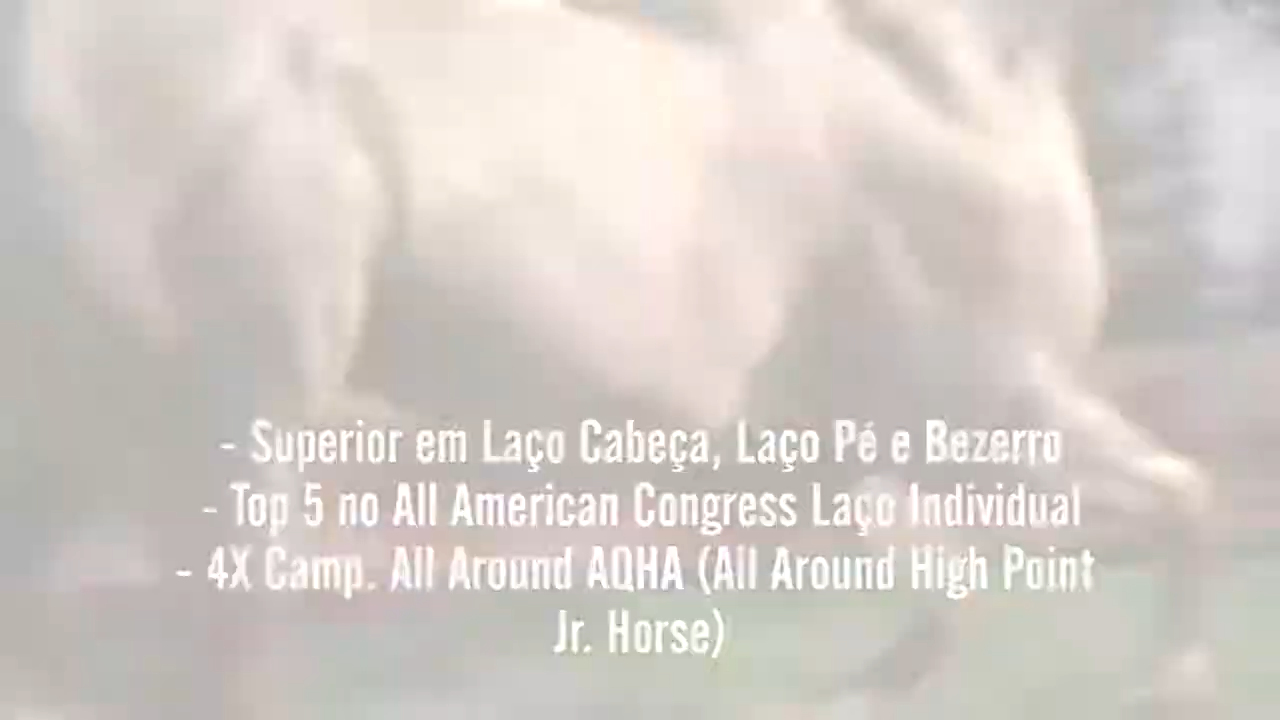 - Superior em Laço Cabeça, Laço Pé e Bezerro
- Top 5 no All American Congress Laço Individual
- 4X Camp. All Around AQHA (All Around High Point
Jr. Horse)